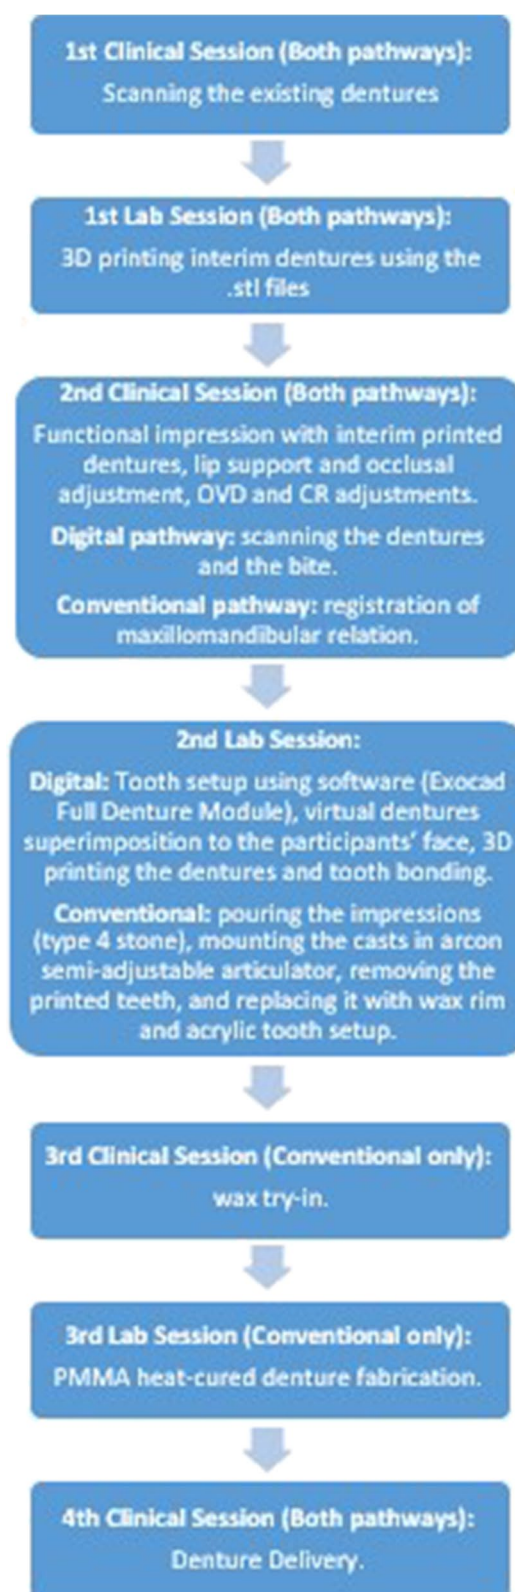 1st Clinical Session (Both pathways):
Scanning the existing dentures
1st Lab Session (Both pathways):
3D printing interim dentures using the
.stl files
2nd Clinical Session (Both pathways):
Functional impression with interim printed
dentures, lip support and occlusal
adjustment, OVD and CR adjustments.
Digital pathway: scanning the dentures
and the bite.
Conventional pathway: registration of
maxillomandibular relation.
2nd Lab Session:
Digital: Tooth setup using software (Exocad
Full Denture Module), virtual dentures
superimposition to the participants’ face, 3D
printing the dentures and tooth bonding.
Conventional: pouring the impressions
(type 4 stone), mounting the casts in arcon
semi-adjustable articulator, removing the
printed teeth, and replacing it with wax rim
and acrylic tooth setup.
3rd Clinical Session (Conventional only):
wax try-in.
3rd Lab Session (Conventional only):
PMMA heat-cured denture fabrication.
4th Clinical Session (Both pathways):
Denture Delivery.